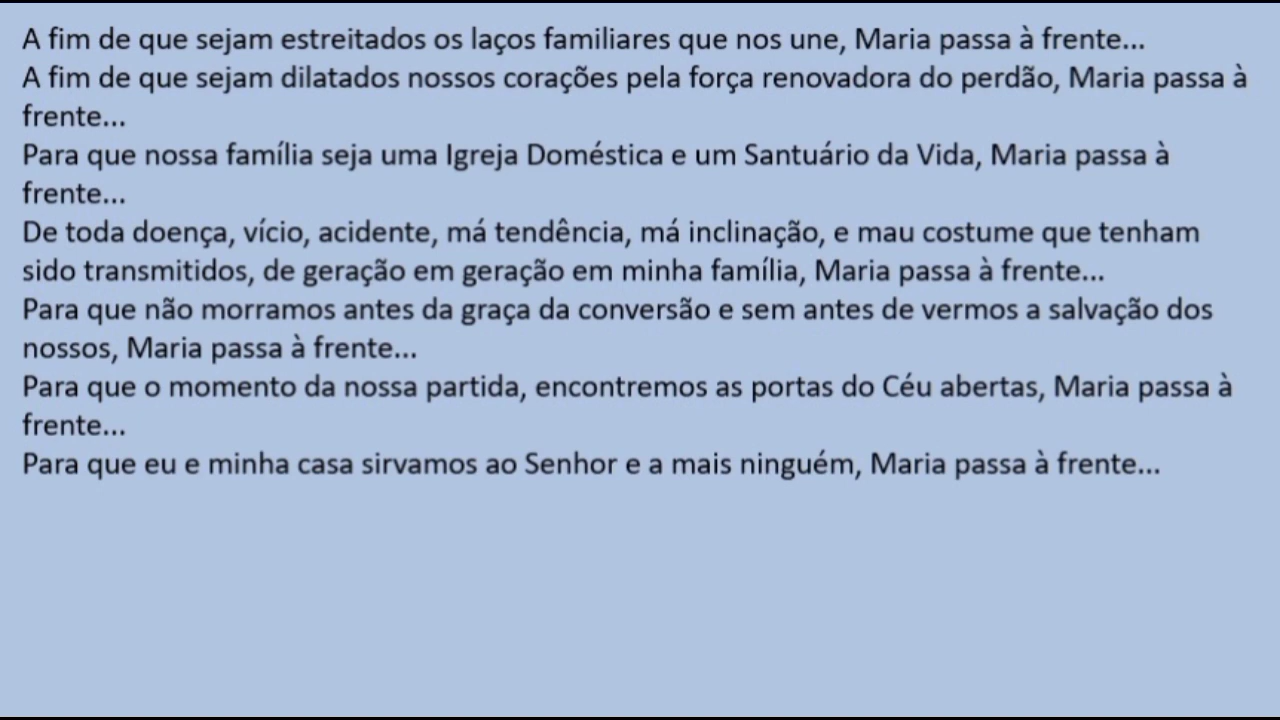 A fim de que sejam estreitados os laços familiares que nos une, Maria passa à frente...
A fim de que sejam dilatados nossos corações pela força renovadora do perdão, Maria passa à
frente...
Para que nossa família seja uma Igreja Doméstica e um Santuário da Vida, Maria passa à
frente...
De toda doença, vício, acidente, má tendência, má inclinação, e mau costume que tenham
sido transmitidos, de geração em geração em minha família, Maria passa à frente...
Para que não morramos antes da graça da conversão e sem antes de vermos a salvação dos
nossos, Maria passa à frente...
Para que o momento da nossa partida, encontremos as portas do Céu abertas, Maria passa à
frente...
Para que eu e minha casa sirvamos ao Senhor e a mais ninguém, Maria passa à frente...